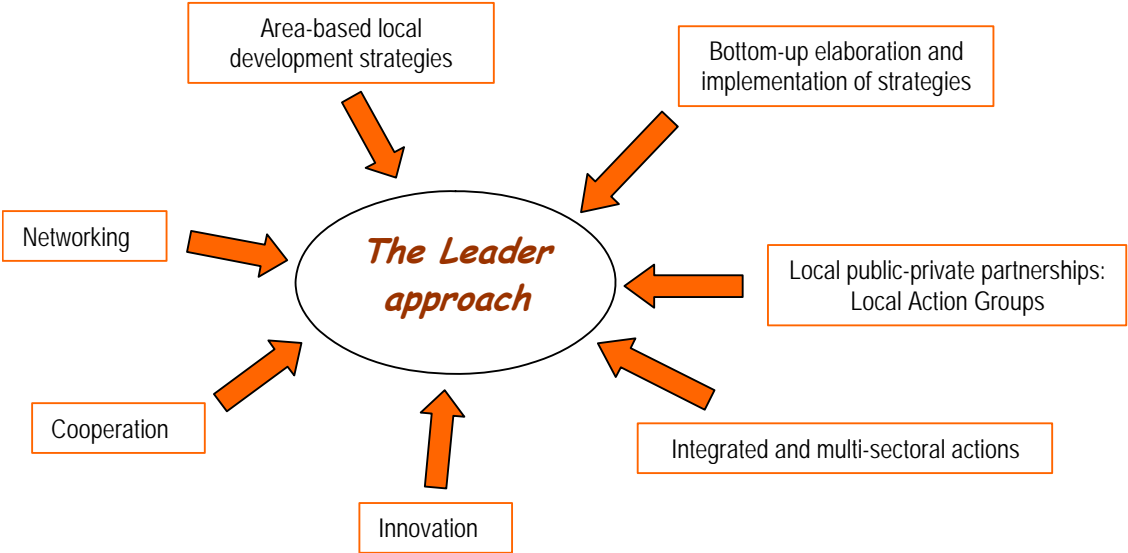 Area-based local
development strategies
Bottom-up elaboration and
implementation of strategies
Networking
The Leader
approach
Local public-private partnerships:
Local Action Groups
Cooperation
Integrated and multi-sectoral actions
Innovation